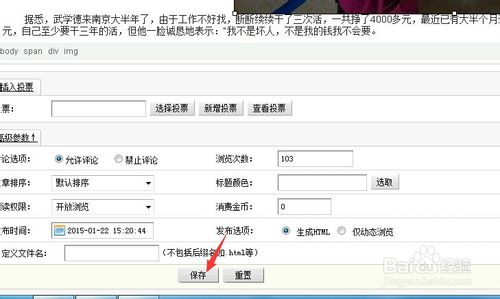 据悉，武学德来南京大半年了，由于工作不好找，断断续续干了三次活，一共挣了4000多元，最近已有大半个月
元，自己至少要干三年的活，但他一脸诚恳地表示：“我不是坏人，不是我的钱我不会要。
body span div img
插入投票
票： 选择投票 新增投票 查看投票
高级参数↑
论选项： 允许评论 禁止评论 浏览次数： 103
章排序： 默认排序 标题颜色： 选取
读权限： 开放浏览 消费金币： 0
布时间： 2015-01-22 15:20:44 发布选项： 生成HTML 仅动态浏览
定义文件名： （不包括后缀名如.html等）
保存 重置
Baidu 经验